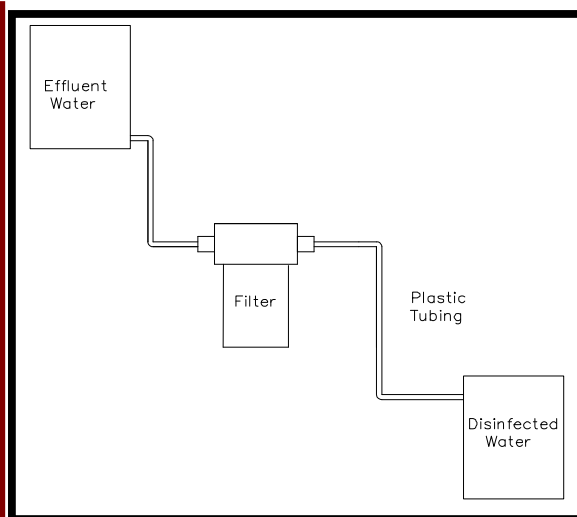 Effluent
Water
Filter
Plastic
Tubing
Disinfected
Water